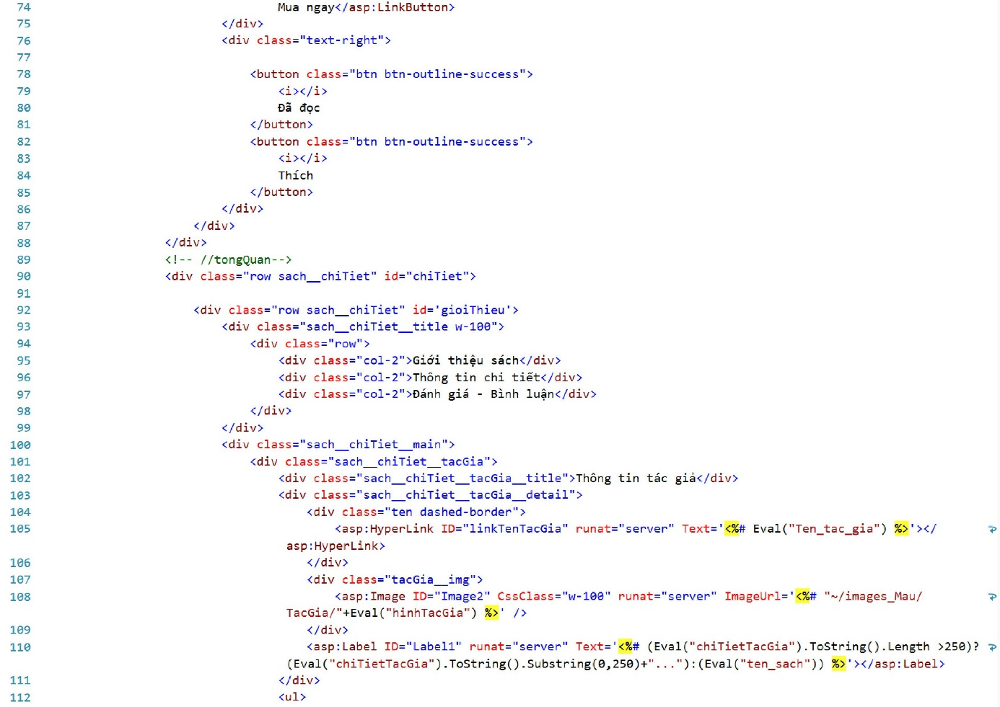 74 Mua ngay</asp:LinkButton>
75 </div>
76 <div class="text-right">
77
78 <button class="btn btn-outline-success">
79 <i></i>
80 Đã đọc
81 </button>
82 <button class="btn btn-outline-success">
83 <i></i>
84 Thích
85 </button>
86 </div>
87 </div>
88 </div>
89 <!-- //tongQuan-->
90 <div class="row sach__chiTiet" id="chiTiet">
91
92 <div class="row sach__chiTiet" id='gioiThieu'>
93 <div class="sach__chiTiet__title w-100">
94 <div class="row">
95 <div class="col-2">Giới thiệu sách</div>
96 <div class="col-2">Thông tin chi tiết</div>
97 <div class="col-2">Đánh giá - Bình luận</div>
98 </div>
99 </div>
100 <div class="sach__chiTiet__main">
101 <div class="sach__chiTiet__tacGia">
102 <div class="sach__chiTiet__tacGia__title">Thông tin tác giả</div>
103 <div class="sach__chiTiet__tacGia__detail">
104 <div class="ten dashed-border">
105 <asp:HyperLink ID="linkTenTacGia" runat="server" Text='<%# Eval("Ten_tac_gia") %>'></
asp:HyperLink>
106 </div>
107 <div class="tacGia__img">
108 <asp:Image ID="Image2" CssClass="w-100" runat="server" ImageUrl='<%# "~/images_Mau/
TacGia/"+Eval("hinhTacGia") %>' />
109 </div>
110 <asp:Label ID="Label1" runat="server" Text='<%# (Eval("chiTietTacGia").ToString().Length >250)?
(Eval("chiTietTacGia").ToString().Substring(0,250)+"..."):(Eval("ten_sach")) %>'></asp:Label>
111 </div>
112 <ul>